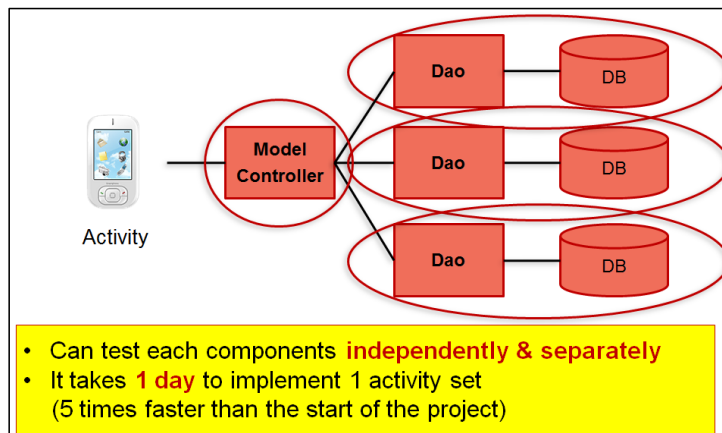 Dao
DB
Model
Controller
Dao
DB
Activity
Dao
DB
• Can test each components independently & separately
• It takes 1 day to implement 1 activity set
(5 times faster than the start of the project)